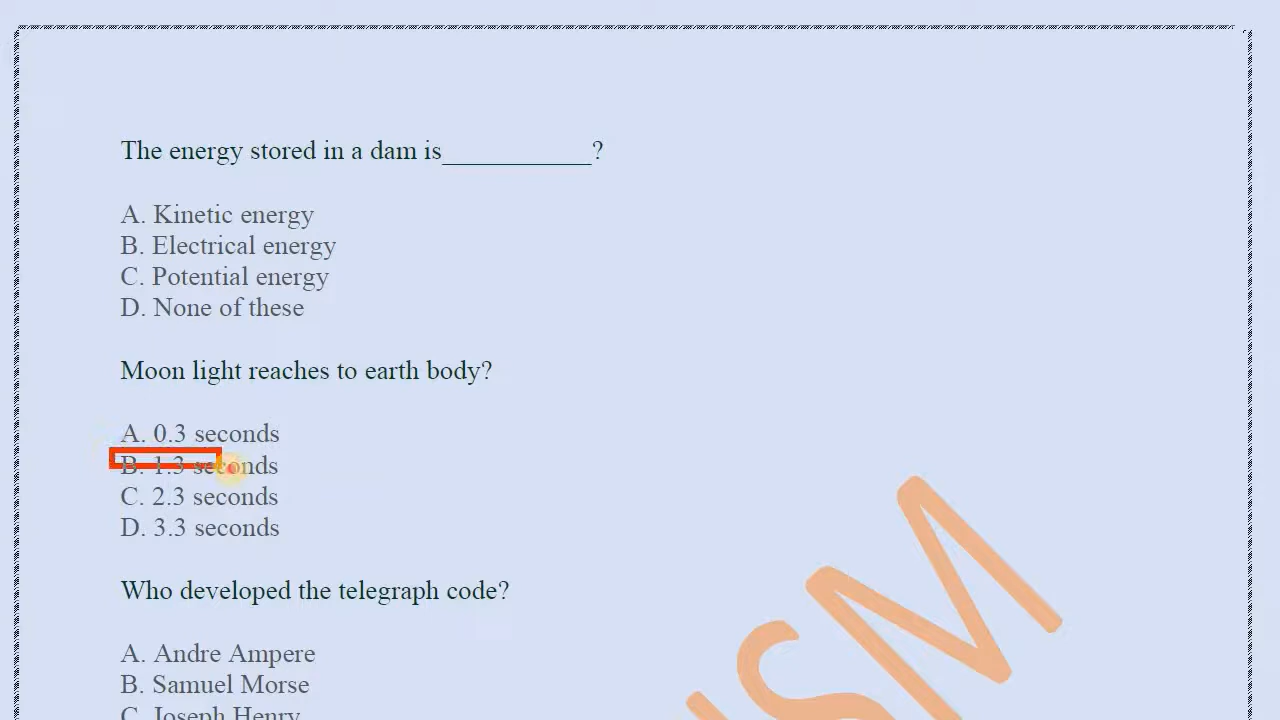 The energy stored in a dam is___________?
A. Kinetic energy
B. Electrical energy
C. Potential energy
D. None of these
Moon light reaches to earth body?
A. 0.3 seconds
B. 1.3 seconds
C. 2.3 seconds
D. 3.3 seconds
Who developed the telegraph code?
A. Andre Ampere
B. Samuel Morse
C. Joseph Henry
SM